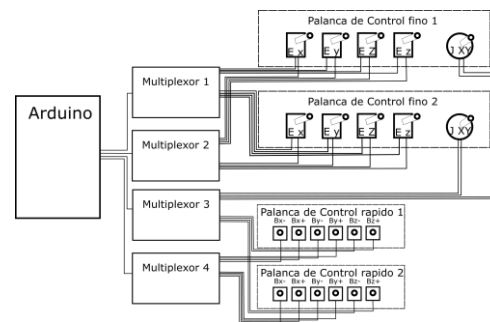 Palanca de Control fino 1
E x E y E Z E z J XY
Arduino
Multiplexor 1
Palanca de Control fino 2
E x E y E Z E z J XY
Multiplexor 2
Multiplexor 3
Palanca de Control rapido 1
Bx- Bx+ By- By+ Bz- Bz+
Multiplexor 4
Palanca de Control rapido 2
Bx- Bx+ By- By+ Bz- Bz+